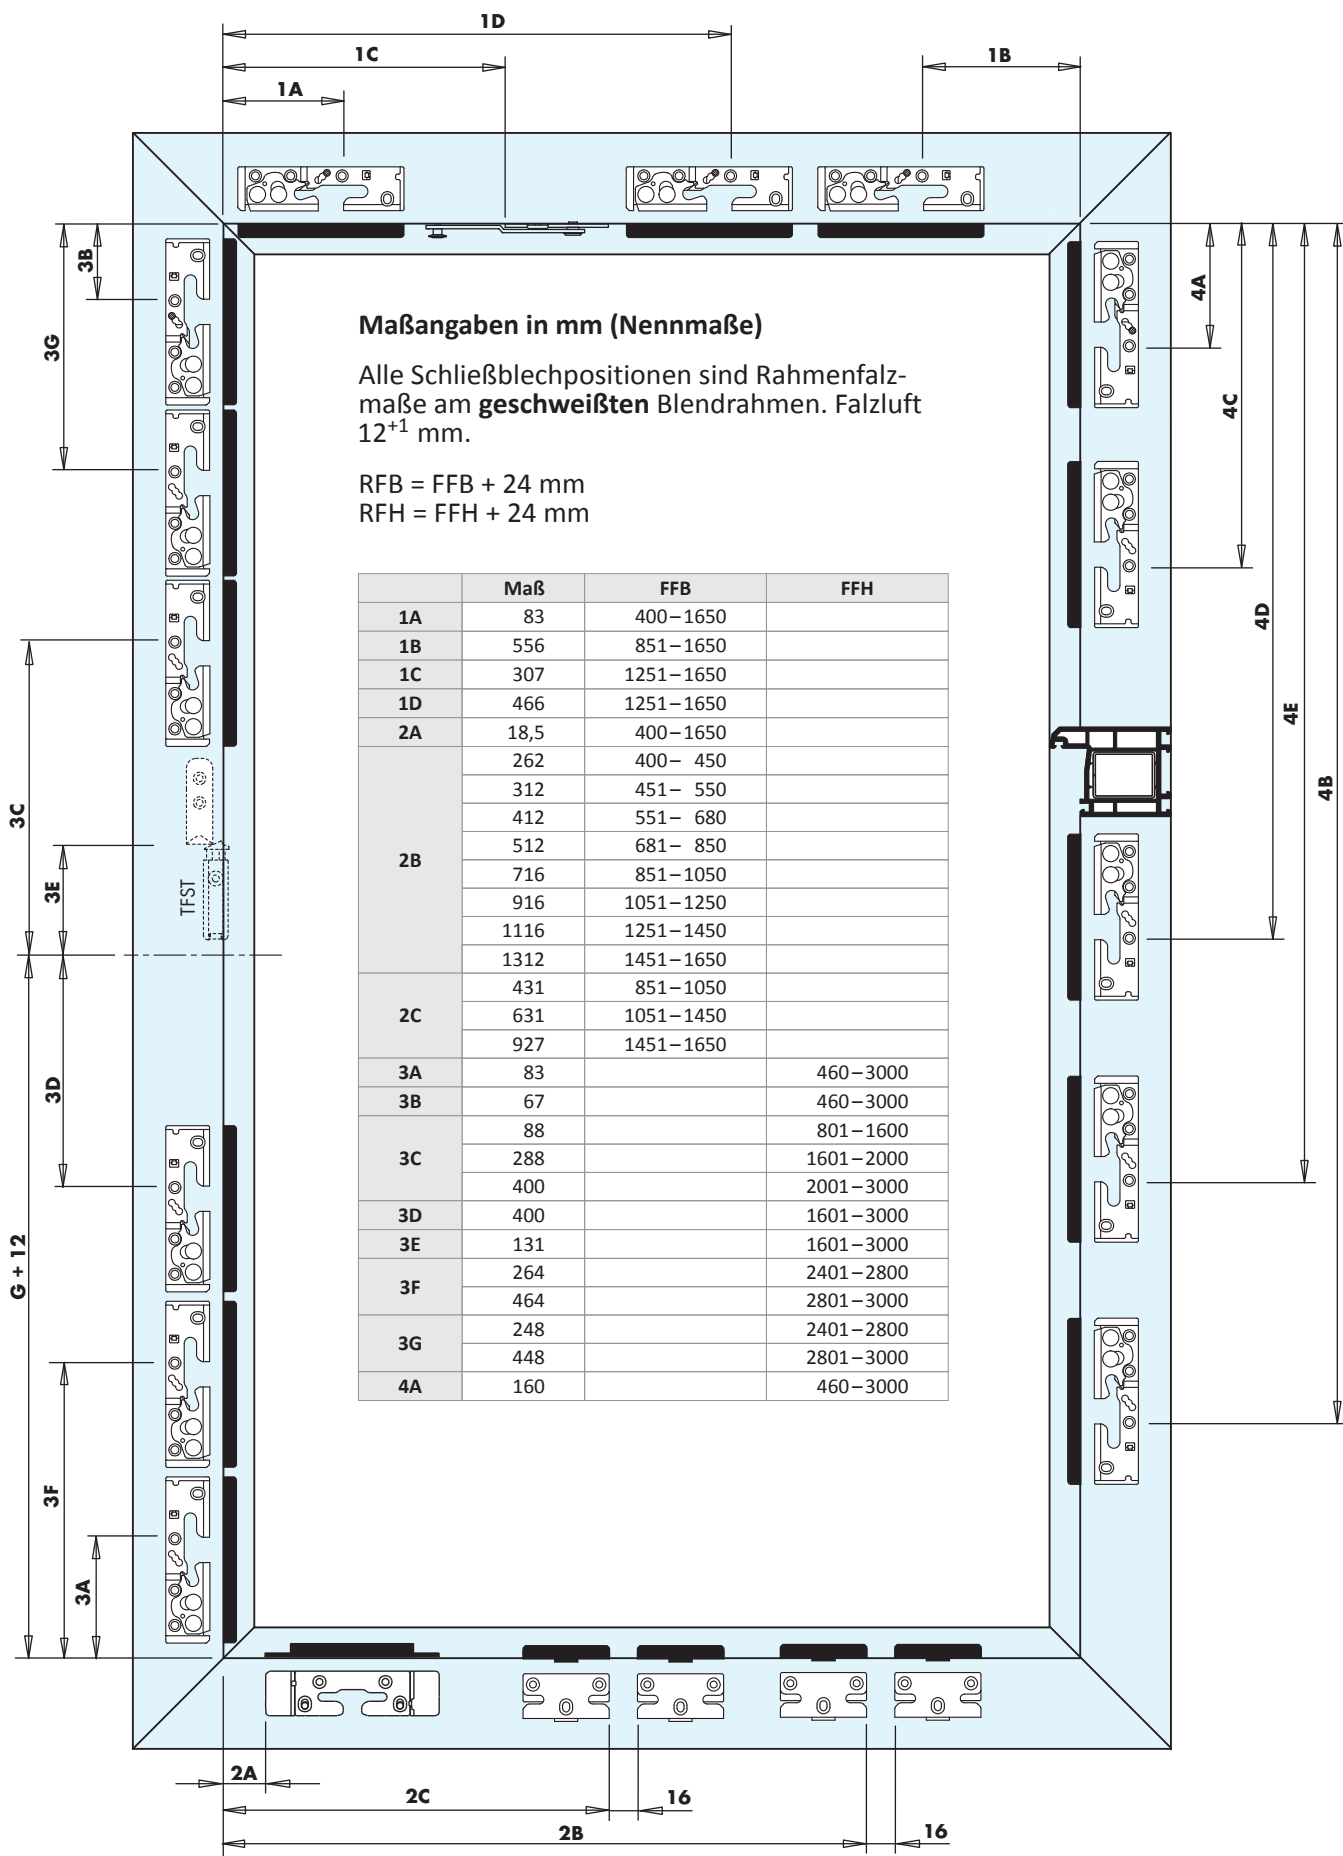 1D
1C
1B
1A
3B
3G
4A
4C
4D
4E
4B
Maßangaben in mm (Nennmaße)
Alle Schließblechpositionen sind Rahmenfalz-
maße am geschweißten Blendrahmen. Falzluft
12+1 mm.
RFB = FFB + 24 mm
RFH = FFH + 24 mm
Maß FFB FFH
1A 83 400–1650
1B 556 851–1650
1C 307 1251–1650
1D 466 1251–1650
2A 18,5 400–1650
262 400– 450
312 451– 550
412 551– 680
2B 512 681– 850
716 851–1050
916 1051–1250
1116 1251–1450
1312 1451–1650
431 851–1050
2C 631 1051–1450
927 1451–1650
3A 83 460–3000
3B 67 460–3000
88 801–1600
3C 288 1601–2000
400 2001–3000
3D 400 1601–3000
3E 131 1601–3000
3F 264 2401–2800
464 2801–3000
3G 248 2401–2800
448 2801–3000
4A 160 460–3000
3C
3E
TFST
3D
G + 12
3F
3A
2A
2C
16
2B
16